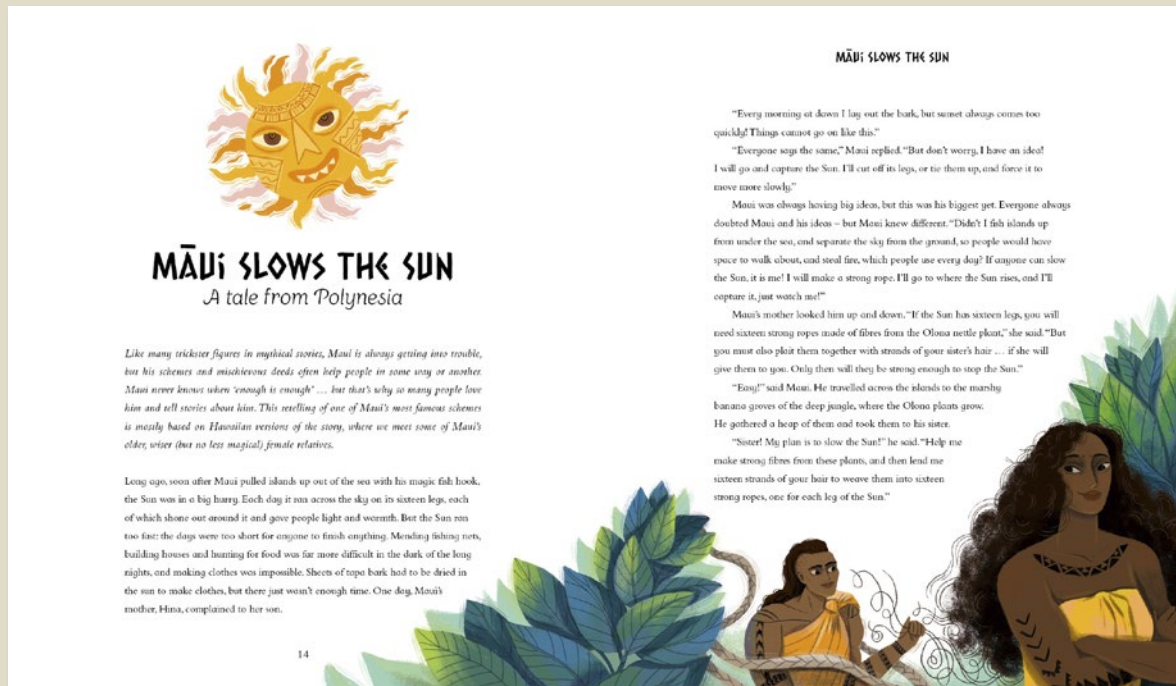 MĀUi SLOWS THE SUN
A tale from Polynesia
Like many trickster figures in mythical stories, Maui is always getting into trouble,
but his schemes and mischievous deeds often help people in some way or another.
Maui never knows when ‘enough is enough’ … but that’s why so many people love
him and tell stories about him. This retelling of one of Maui’s most famous schemes
is mostly based on Hawaiian versions of the story, where we meet some of Maui’s
older, wiser (but no less magical) female relatives.
Long ago, soon after Maui pulled islands up out of the sea with his magic fish hook,
the Sun was in a big hurry. Each day it ran across the sky on its sixteen legs, each
of which shone out around it and gave people light and warmth. But the Sun ran
too fast: the days were too short for anyone to finish anything. Mending fishing nets,
building houses and hunting for food was far more difficult in the dark of the long
nights, and making clothes was impossible. Sheets of tapa bark had to be dried in
the sun to make clothes, but there just wasn’t enough time. One day, Maui’s
mother, Hina, complained to her son.
14
MĀUi SLOWS THE SUN
“Every morning at dawn I lay out the bark, but sunset always comes too
quickly! Things cannot go on like this.”
“Everyone says the same,” Maui replied. “But don’t worry, I have an idea!
I will go and capture the Sun. I’ll cut off its legs, or tie them up, and force it to
move more slowly.”
Maui was always having big ideas, but this was his biggest yet. Everyone always
doubted Maui and his ideas – but Maui knew different. “Didn’t I fish islands up
from under the sea, and separate the sky from the ground, so people would have
space to walk about, and steal fire, which people use every day? If anyone can slow
the Sun, it is me! I will make a strong rope. I’ll go to where the Sun rises, and I’ll
capture it, just watch me!”
Maui’s mother looked him up and down. “If the Sun has sixteen legs, you will
need sixteen strong ropes made of fibres from the Olona nettle plant,” she said. “But
you must also plait them together with strands of your sister’s hair … if she will
give them to you. Only then will they be strong enough to stop the Sun.”
“Easy!” said Maui. He travelled across the islands to the marshy
banana groves of the deep jungle, where the Olona plants grow.
He gathered a heap of them and took them to his sister.
“Sister! My plan is to slow the Sun!” he said. “Help me
make strong fibres from these plants, and then lend me
sixteen strands of your hair to weave them into sixteen
strong ropes, one for each leg of the Sun.”